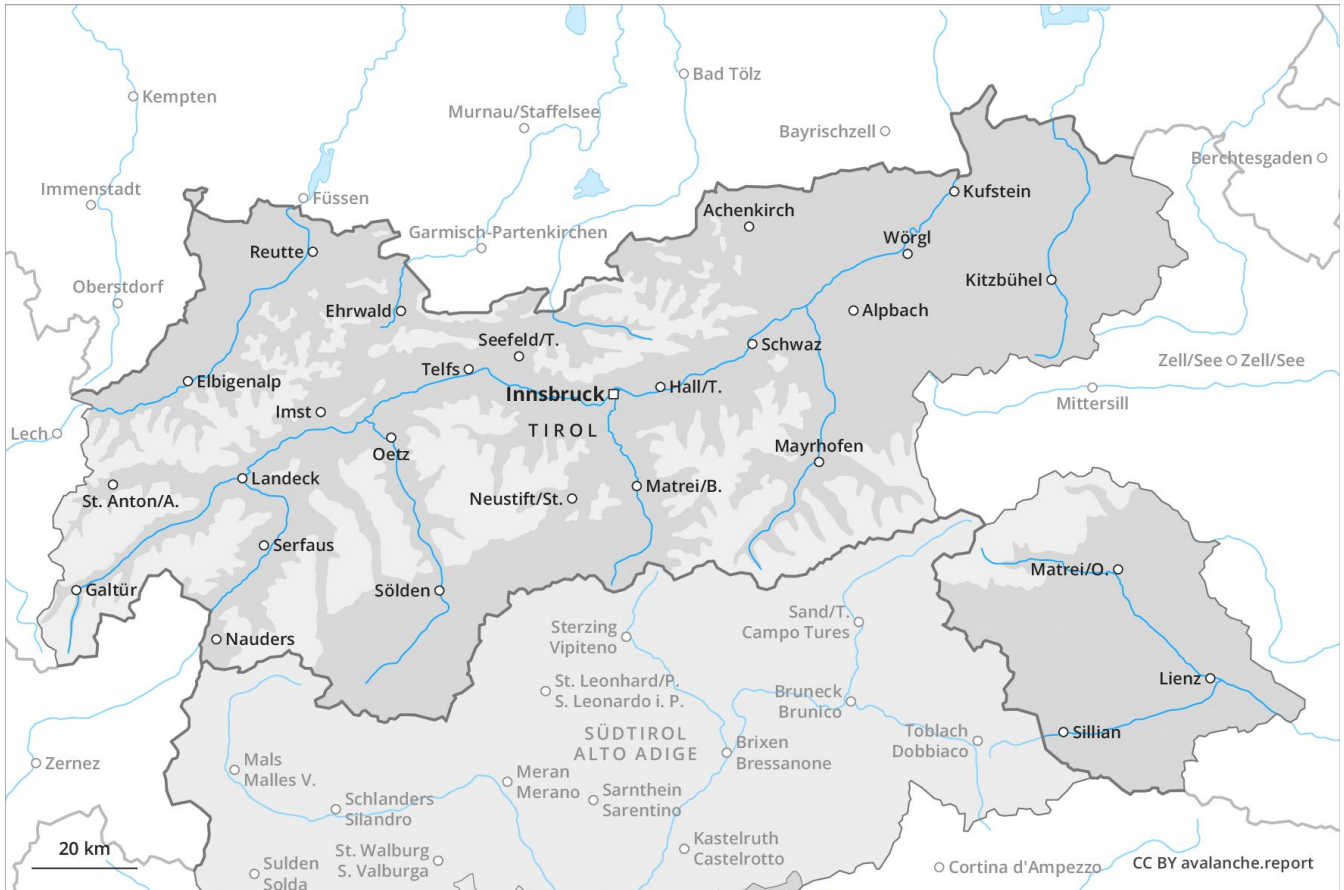 Kempten
Bad Tölz
Murnau/Staffelsee
Bayrischzell
Berchtesgaden
Immenstadt
Füssen
Kufstein
Achenkirch
Garmisch-Partenkirchen
Wörgl
Reutte
Kitzbühel
Oberstdorf
Ehrwald
Alpbach
Seefeld/T.
Schwaz
Zell/See
Zell/See
Telfs
Elbigenalp
Hall/T.
Innsbruck
Mittersill
Imst
TIROL
Lech
Oetz
Mayrhofen
Landeck
Matrei/B.
St. Anton/A.
Neustift/St.
Serfaus
Matrei/O.
Galtür
Sölden
Sand/T.
Campo Tures
Sterzing
Vipiteno
Nauders
Lienz
St. Leonhard/P.
S. Leonardo i. P.
Bruneck
Brunico
SÜDTIROL
ALTO ADIGE
Toblach
Dobbiaco
Sillian
Brixen
Bressanone
Zernez
Mals
Malles V.
Meran
Merano
Sarnthein
Sarentino
Schlanders
Silandro
Kastelruth
Castelrotto
20 km
St. Walburg
S. Valburga
Sulden
Solda
Cortina d'Ampezzo
CC BY avalanche.report